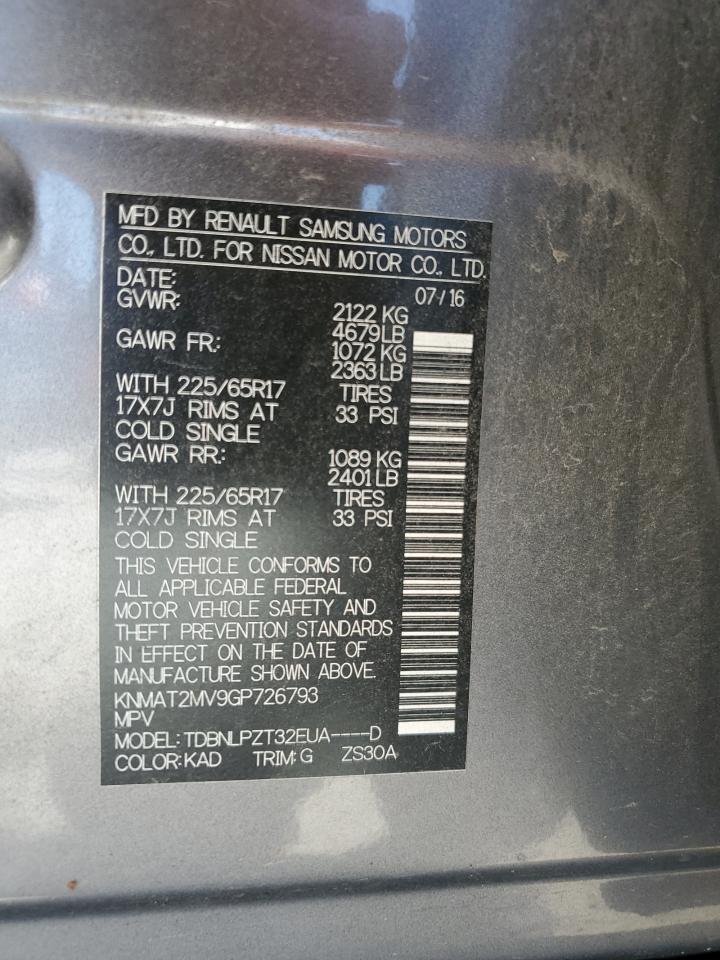 MFD BY RENAULT SAMSUNG MOTORS
CO., LTD. FOR NISSAN MOTOR CO., LTD.
DATE: 07/16
GVWR: 2122 KG
4679LB
GAWR FR: 1072 KG
2363 LB
WITH 225/65R17 TIRES
17X7J RIMS AT 33 PSI
COLD SINGLE
GAWR RR: 1089 KG
2401 LB
WITH 225/65R17 TIRES
17X7J RIMS AT 33 PSI
COLD SINGLE
THIS VEHICLE CONFORMS TO
ALL APPLICABLE FEDERAL
MOTOR VEHICLE SAFETY AND
THEFT PREVENTION STANDARDS
IN EFFECT ON THE DATE OF
MANUFACTURE SHOWN ABOVE.
KNMAT2MV9GP726793
MPV
MODEL: TDBNLPZT32EUA----D
COLOR: KAD TRIM: G ZS30A